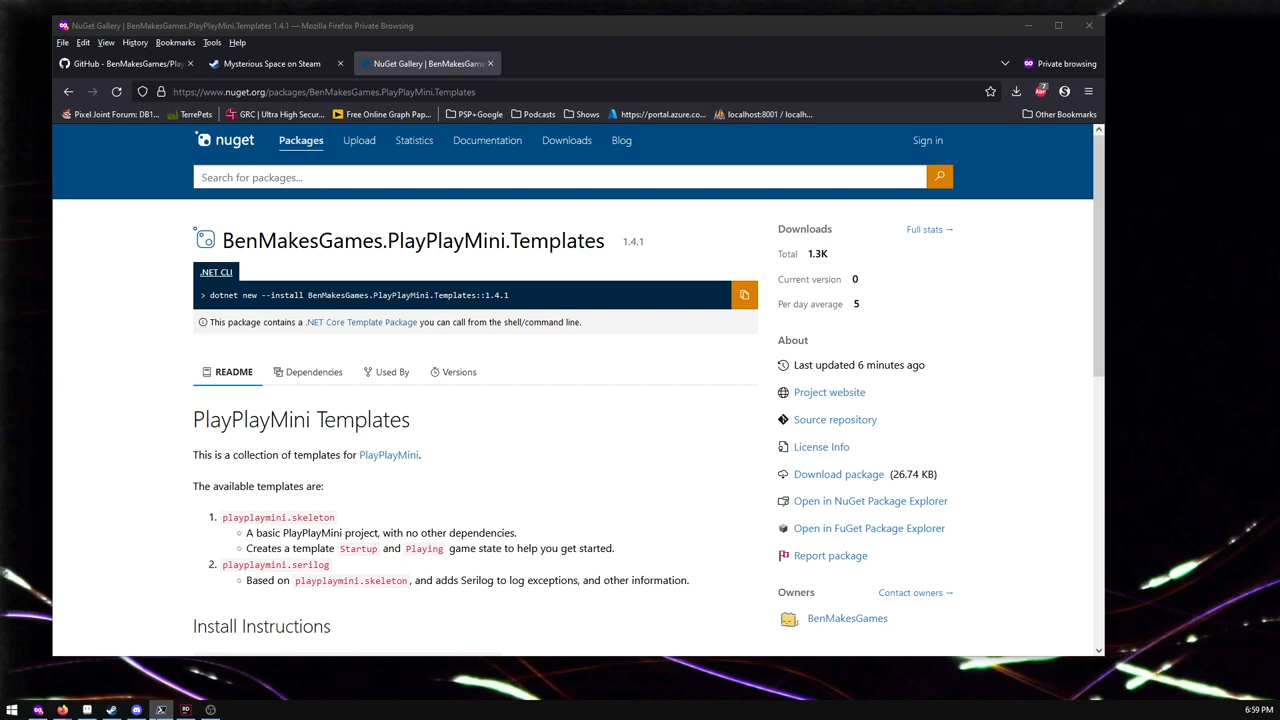 NuGet Gallery | BenMakesGames.PlayPlayMini.Templates 1.4.1 — Mozilla Firefox Private Browsing
File Edit View History Bookmarks Tools Help
GitHub - BenMakesGames/Play
Mysterious Space on Steam
NuGet Gallery | BenMakesGame
Private browsing
https://www.nuget.org/packages/BenMakesGames.PlayPlayMini.Templates
7
Pixel Joint Forum: DB1...
TerrePets
GRC | Ultra High Secur...
Free Online Graph Pap...
PSP+Google
Podcasts
Shows
https://portal.azure.co...
localhost:8001 / localh...
Other Bookmarks
nuget
Packages Upload Statistics Documentation Downloads Blog
Sign in
Search for packages...
BenMakesGames.PlayPlayMini.Templates 1.4.1
.NET CLI
> dotnet new --install BenMakesGames.PlayPlayMini.Templates::1.4.1
This package contains a .NET Core Template Package you can call from the shell/command line.
README Dependencies Used By Versions
PlayPlayMini Templates
This is a collection of templates for PlayPlayMini.
The available templates are:
1. playplaymini.skeleton
A basic PlayPlayMini project, with no other dependencies.
Creates a template Startup and Playing game state to help you get started.
2. playplaymini.serilog
Based on playplaymini.skeleton, and adds Serilog to log exceptions, and other information.
Install Instructions
Downloads Full stats →
Total 1.3K
Current version 0
Per day average 5
About
Last updated 6 minutes ago
Project website
Source repository
License Info
Download package (26.74 KB)
Open in NuGet Package Explorer
Open in FuGet Package Explorer
Report package
Owners Contact owners →
BenMakesGames
6:59 PM